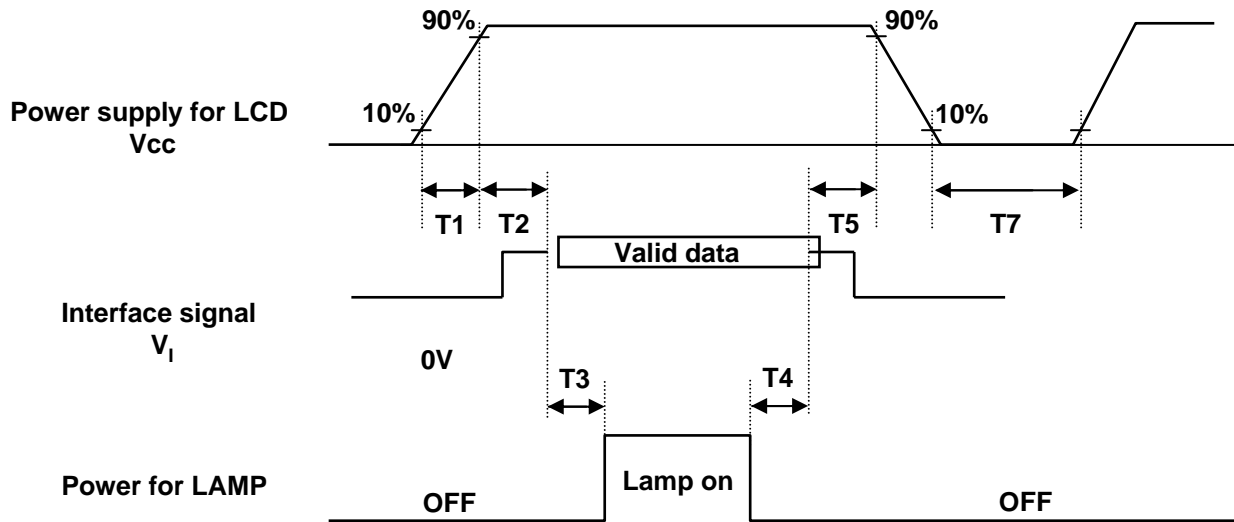 90%
90%
Power supply for LCD
Vcc
10%
10%
T1
T2
T5
T7
Valid data
Interface signal
VI
0V
T3
T4
Power for LAMP
OFF
Lamp on
OFF